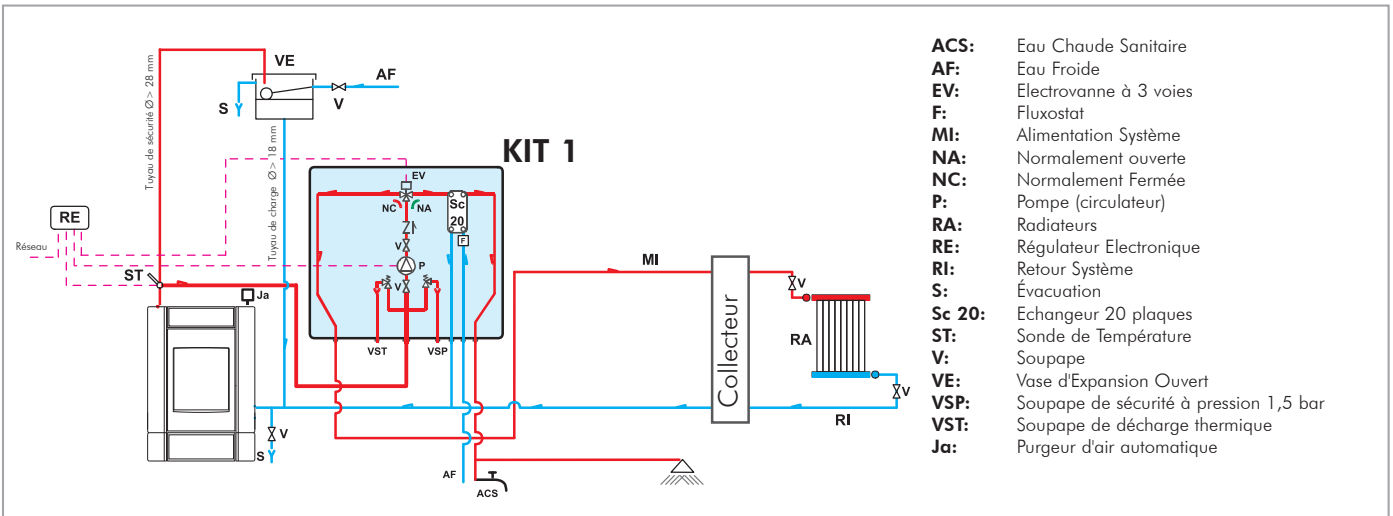 VE
AF
S
V
Tuyau de sécurité Ø > 28 mm
Tuyau de charge Ø > 18 mm
KIT 1
EV
NC
NA
Sc
20
F
V
P
V
RE
Réseau
ST
Ja
VST
VSP
MI
Collecteur
V
RA
V
RI
V
S
AF
ACS
ACS: Eau Chaude Sanitaire
AF: Eau Froide
EV: Electrovanne à 3 voies
F: Fluxostat
MI: Alimentation Système
NA: Normalement ouverte
NC: Normalement Fermée
P: Pompe (circulateur)
RA: Radiateurs
RE: Régulateur Electronique
RI: Retour Système
S: Évacuation
Sc 20: Echangeur 20 plaques
ST: Sonde de Température
V: Soupape
VE: Vase d'Expansion Ouvert
VSP: Soupape de sécurité à pression 1,5 bar
VST: Soupape de décharge thermique
Ja: Purgeur d'air automatique